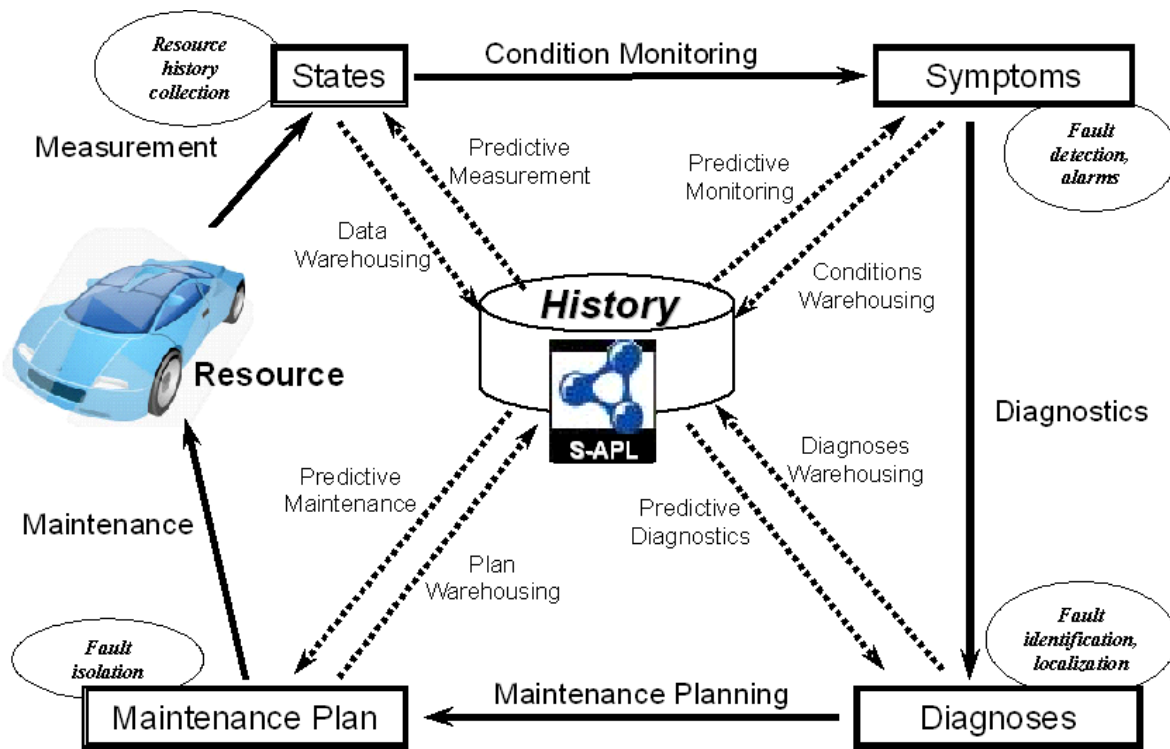 Resource
history
collection
States
Condition Monitoring
Symptoms
Measurement
Predictive
Measurement
Predictive
Monitoring
Fault
detection,
alarms
Data
Warehousing
Conditions
Warehousing
History
Resource
S-APL
Diagnostics
Predictive
Maintenance
Diagnoses
Warehousing
Maintenance
Predictive
Diagnostics
Plan
Warehousing
Fault
isolation
Fault
identification,
localization
Maintenance Plan
Maintenance Planning
Diagnoses